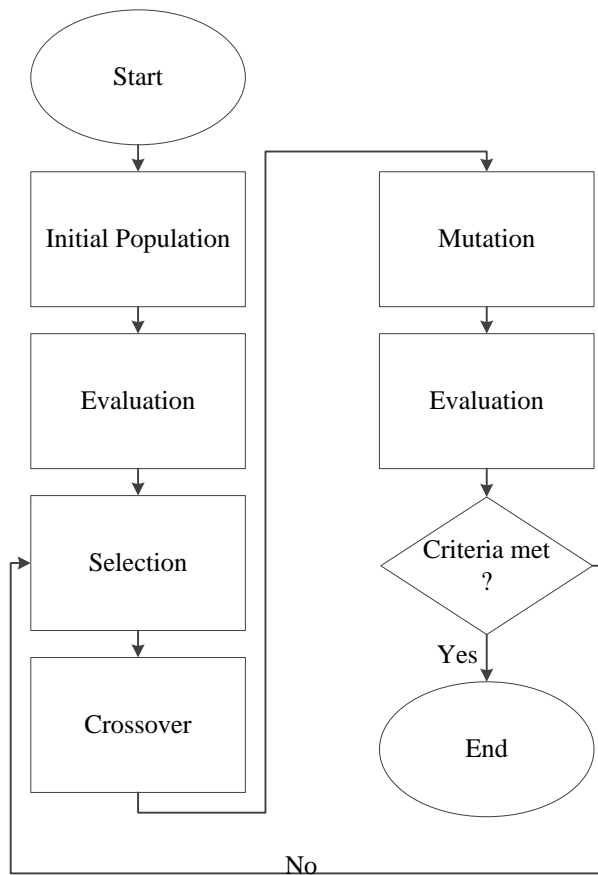 Start
Initial Population
Evaluation
Selection
Crossover
Mutation
Evaluation
Criteria met
?
Yes
End
No